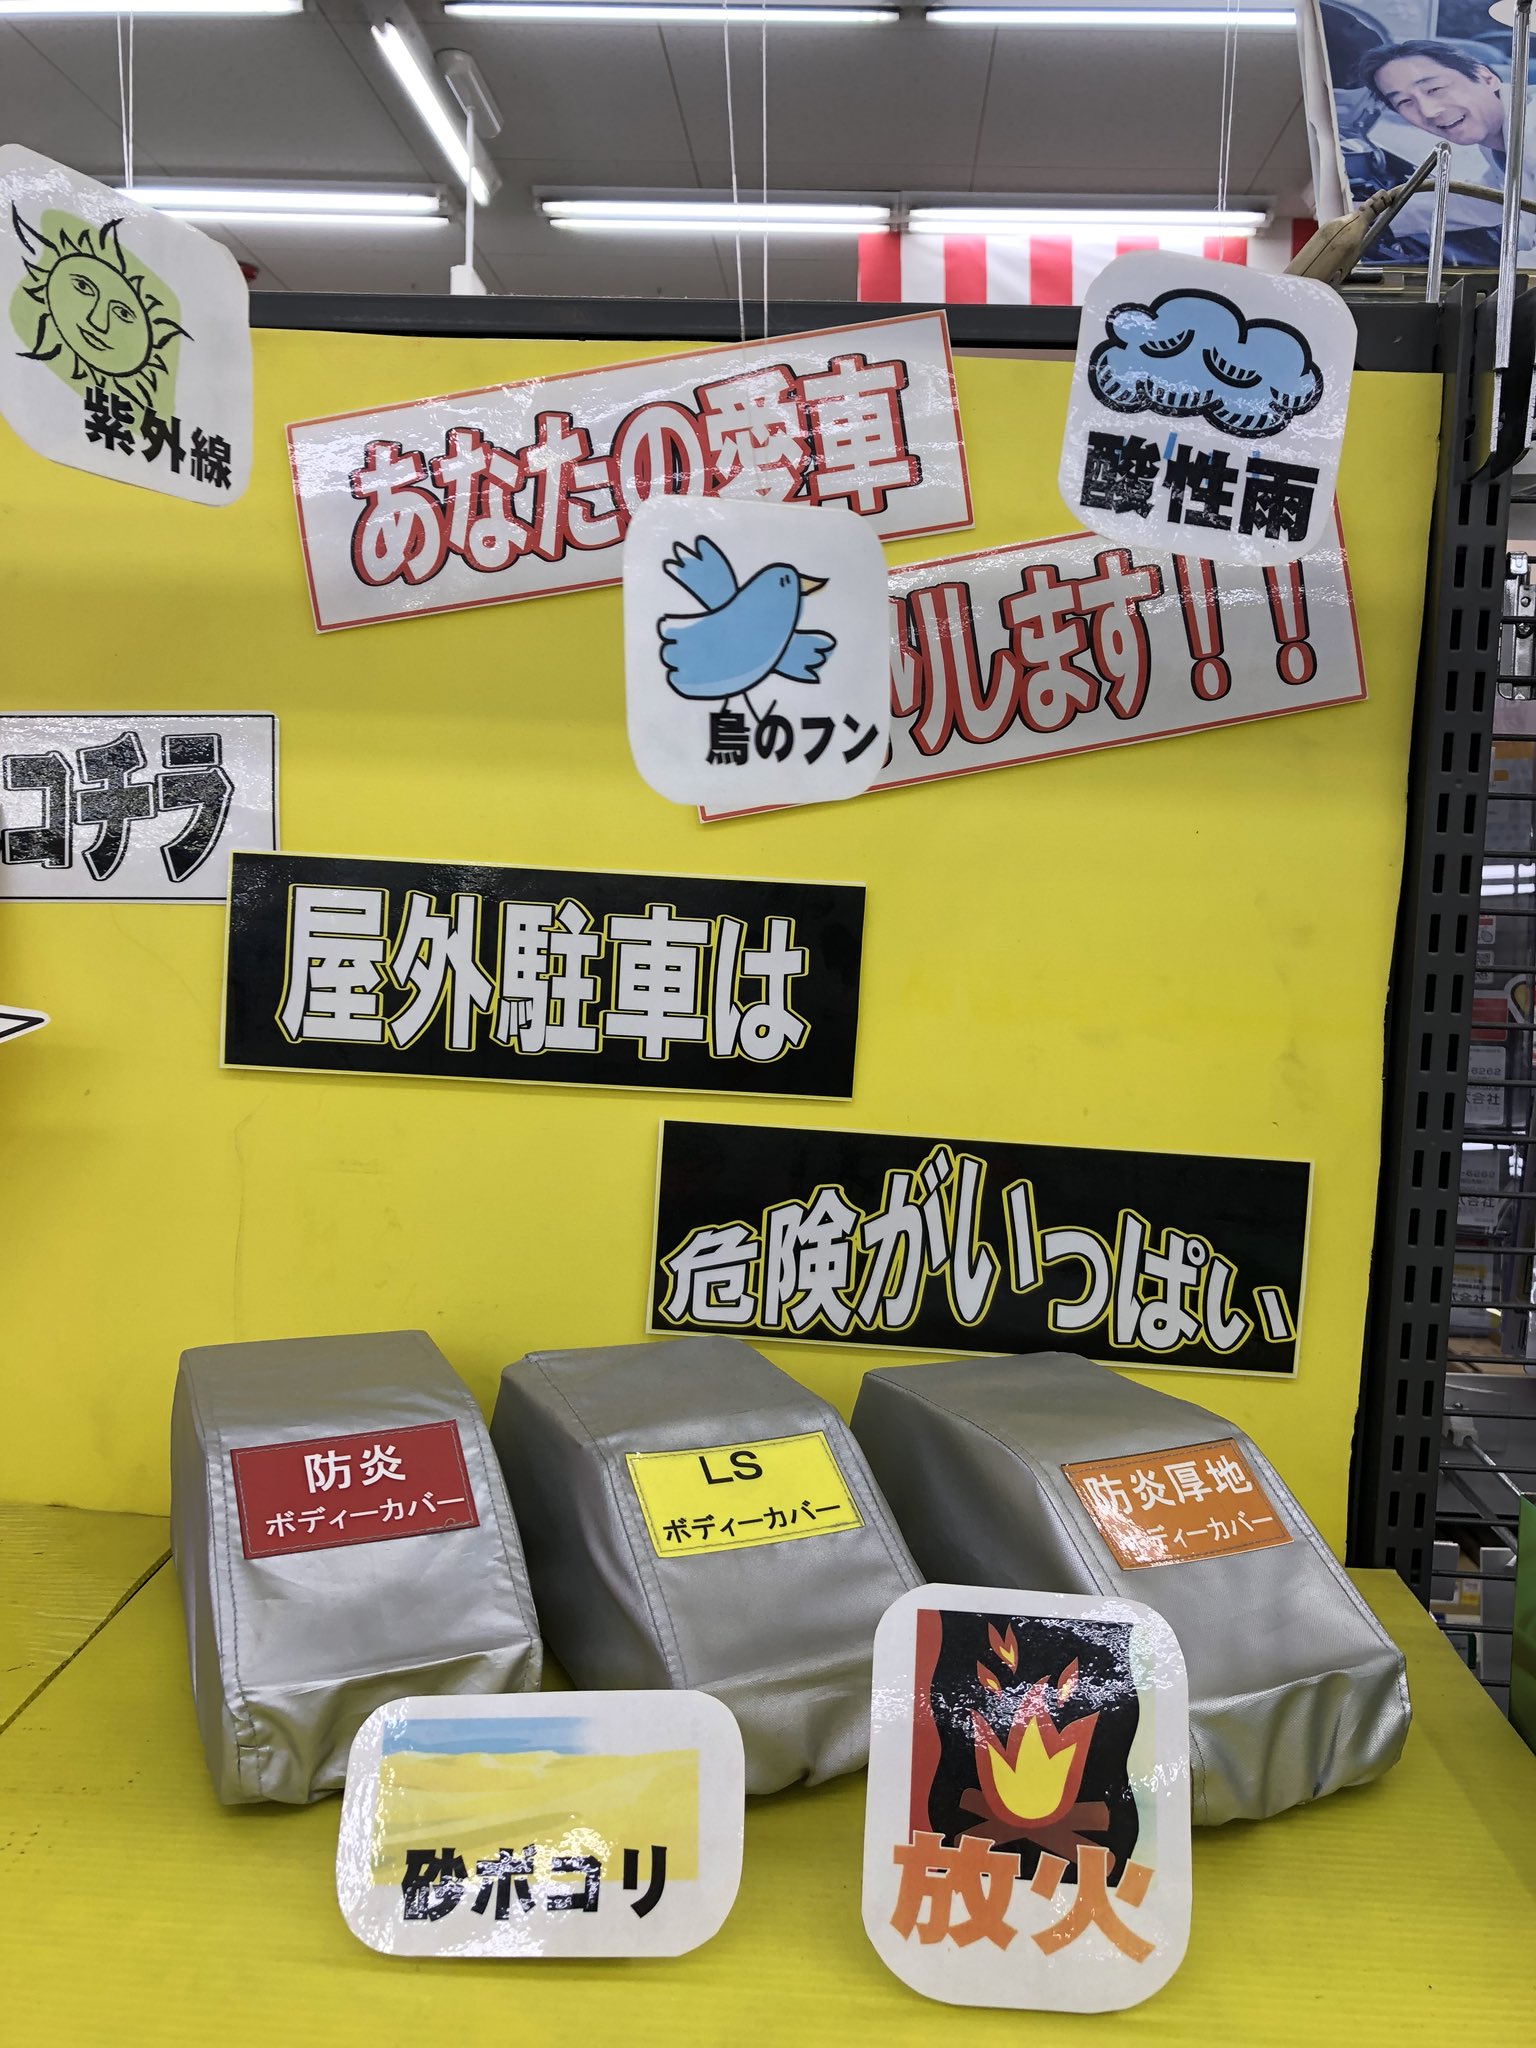 紫外線
あなたの愛車
酸性雨
りします!!
鳥のフン
コチラ
屋外駐車は
危険がいっぱい
防炎
ボディーカバー
LS
ボディーカバー
防炎厚地
ディーカバー
砂ボコリ
放火